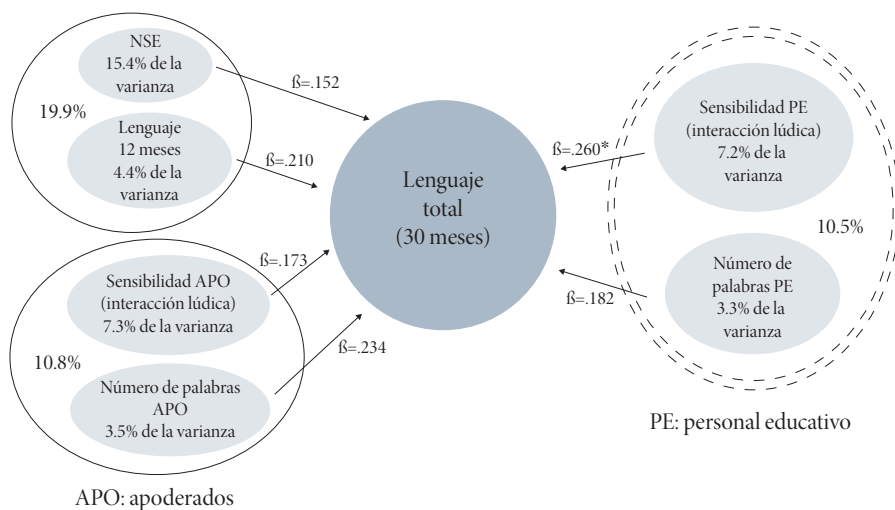 NSE
15.4% de la
varianza
19.9%
Lenguaje
12 meses
4.4% de la
varianza
ß=.152
ß=.210
Sensibilidad APO
(interacción lúdica)
7.3% de la varianza
10.8%
Número de palabras
APO
3.5% de la varianza
ß=.173
ß=.234
APO: apoderados
Lenguaje
total
(30 meses)
ß=.260*
ß=.182
Sensibilidad PE
(interacción lúdica)
7.2% de la
varianza
10.5%
Número de
palabras PE
3.3% de la
varianza
PE: personal educativo